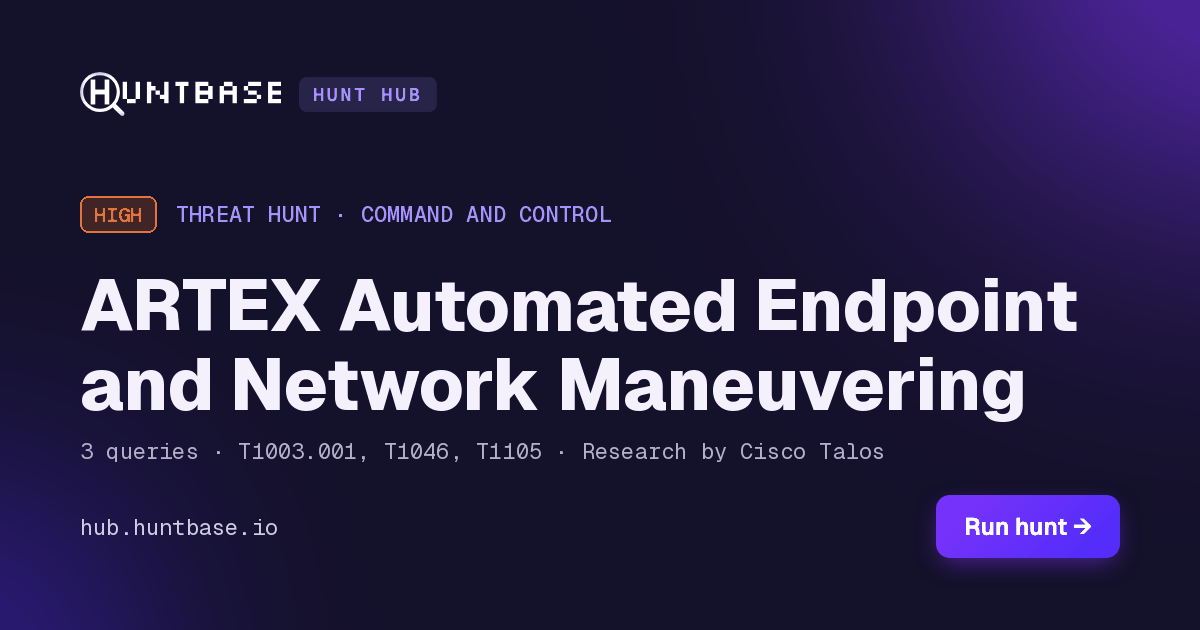 HUNTBASE HUNT HUB
HIGH THREAT HUNT · COMMAND AND CONTROL
ARTEX Automated Endpoint
and Network Maneuvering
3 queries · T1003.001, T1046, T1105 · Research by Cisco Talos
hub.huntbase.io
Run hunt →